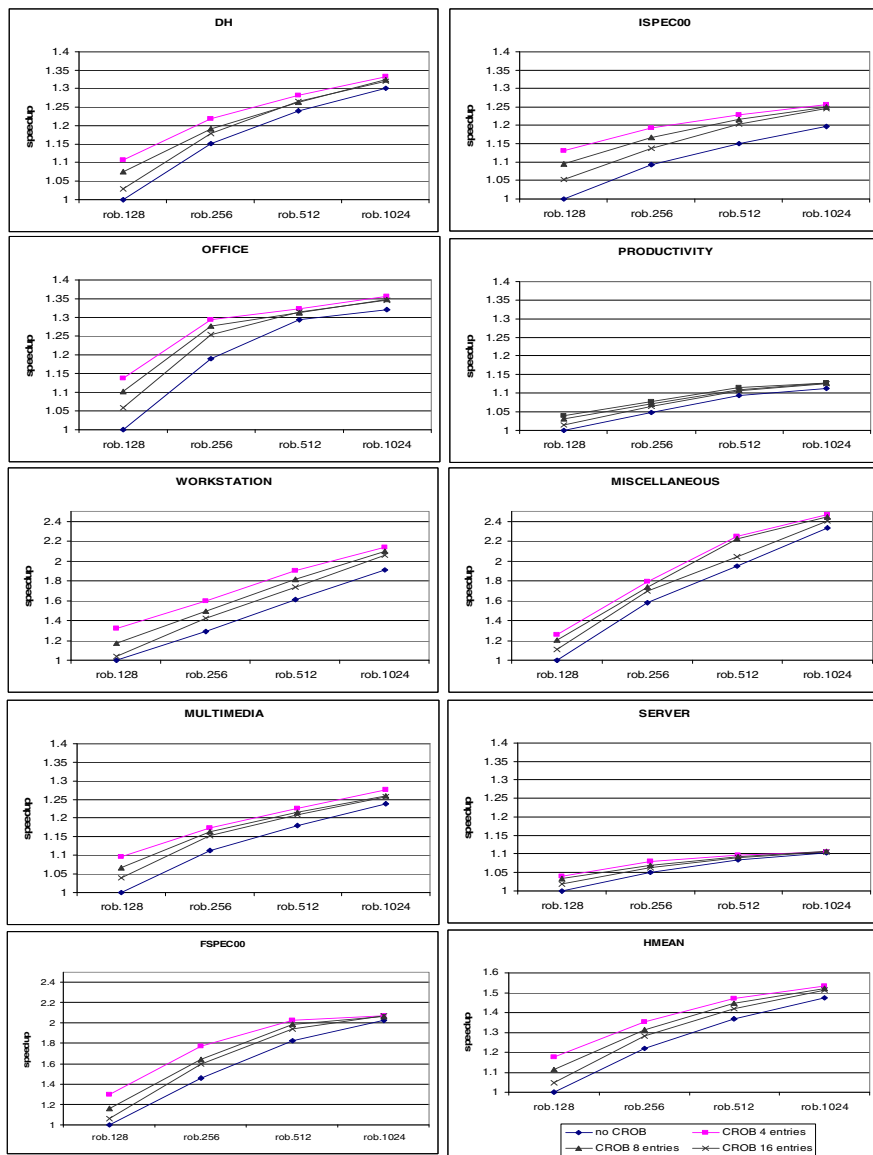 DH
speedup
1.4
1.35
1.3
1.25
1.2
1.15
1.1
1.05
1
rob.128 rob.256 rob.512 rob.1024
ISPEC00
speedup
1.4
1.35
1.3
1.25
1.2
1.15
1.1
1.05
1
rob.128 rob.256 rob.512 rob.1024
OFFICE
speedup
1.4
1.35
1.3
1.25
1.2
1.15
1.1
1.05
1
rob.128 rob.256 rob.512 rob.1024
PRODUCTIVITY
speedup
1.4
1.35
1.3
1.25
1.2
1.15
1.1
1.05
1
rob.128 rob.256 rob.512 rob.1024
WORKSTATION
speedup
2.4
2.2
2
1.8
1.6
1.4
1.2
1
rob.128 rob.256 rob.512 rob.1024
MISCELLANEOUS
speedup
2.4
2.2
2
1.8
1.6
1.4
1.2
1
rob.128 rob.256 rob.512 rob.1024
MULTIMEDIA
speedup
1.4
1.35
1.3
1.25
1.2
1.15
1.1
1.05
1
rob.128 rob.256 rob.512 rob.1024
SERVER
speedup
1.4
1.35
1.3
1.25
1.2
1.15
1.1
1.05
1
rob.128 rob.256 rob.512 rob.1024
FSPEC00
speedup
2.4
2.2
2
1.8
1.6
1.4
1.2
1
rob.128 rob.256 rob.512 rob.1024
HMEAN
speedup
1.6
1.5
1.4
1.3
1.2
1.1
1
rob.128 rob.256 rob.512 rob.1024
no CROB CROB 4 entries
CROB 8 entries CROB 16 entries